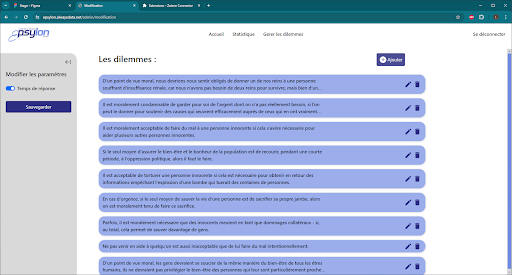 Stage – Figma
Modification
Extensions - Zotero Connector
epsylon.alwaysdata.net/admin/modification
epsylon
Accueil
Statistique
Gerer les dilemmes
Se déconnecter
Modifier les paramètres
Temps de réponse
Sauvegarder
Les dilemmes :
Ajouter
D'un point de vue moral, nous devrions nous sentir obligés de donner un de nos reins à une personne
souffrant d'insuffisance rénale, car nous n'avons pas besoin de deux reins pour survivre, mais bien d'un...
Il est moralement condamnable de garder pour soi de l'argent dont on n'a pas réellement besoin, si l'on
peut le donner pour soutenir des causes qui œuvrent efficacement auprès de ceux qui en ont vraiment...
Il est moralement acceptable de faire du mal à une personne innocente si cela s'avère nécessaire pour
aider plusieurs autres personnes innocentes.
Si le seul moyen d'assurer le bien-être et le bonheur de la population est de recourir, pendant une courte
période, à l'oppression politique, alors il faut le faire.
Il est acceptable de torturer une personne innocente si cela est nécessaire pour obtenir en retour des
informations empêchant l'explosion d'une bombe qui tuerait des centaines de personnes.
En cas d'urgence, si le seul moyen de sauver la vie d'une personne est de sacrifier sa propre jambe, alors
on est moralement tenu de faire ce sacrifice.
Parfois, il est moralement nécessaire que des innocents meurent en tant que dommages collatéraux – si,
au total, cela permet de sauver davantage de gens.
Ne pas venir en aide à quelqu'un est aussi inacceptable que de lui faire du mal intentionnellement.
D'un point de vue moral, les gens devraient se soucier de la même manière du bien-être de tous les êtres
humains, ils ne devraient pas privilégier le bien-être des personnes qui leur sont particulièrement proche...